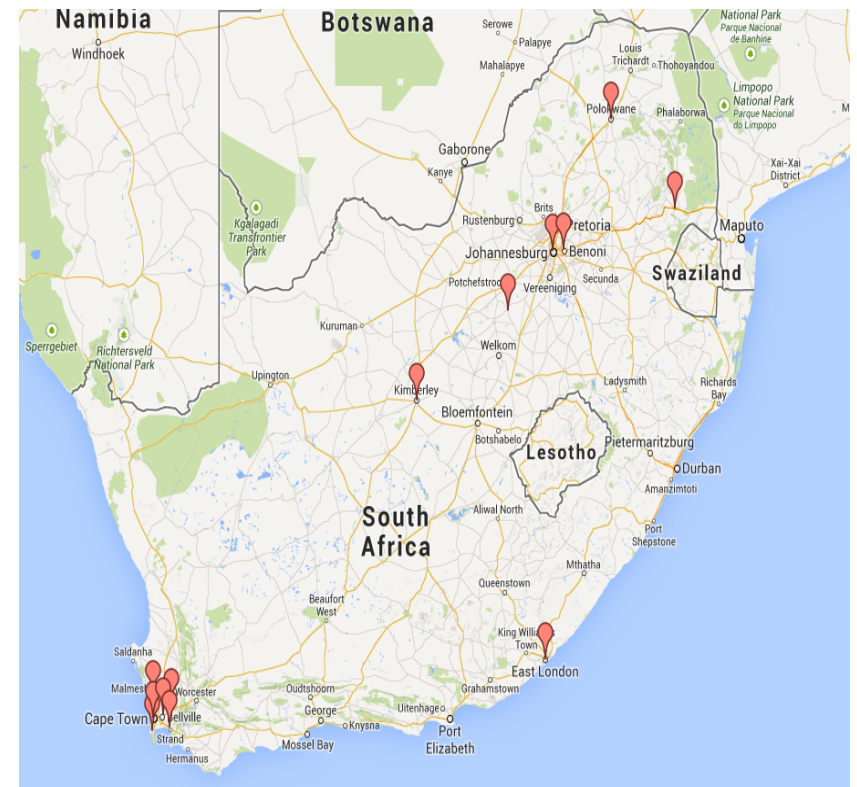 Namibia
Windhoek
Botswana
Serowe
Palapye
Mahalapye
Louis
Trichardt
Thohoyandou
National Park
Parque Nacional
de Banhine
Limpopo
National Park
Parque Nacional
do Limpopo
M
Polokwane
Phalaborwa
Gaborone
Kanye
Xai-Xai
District
Kgalagadi
Transfrontier
Park
Rustenburg
Brits
Pretoria
Maputo
Johannesburg
Benoni
Swaziland
Potchefstroo
Vereeniging
Secunda
Sperrgebiet
Richtersveld
National Park
Kuruman
Welkom
Upington
Kimberley
Ladysmith
Richards
Bay
Bloemfontein
Botshabelo
Lesotho
Pietermaritzburg
Durban
Amanzimtoti
South
Africa
Aliwal North
Port
Shepstone
Mthatha
Queenstown
Beaufort
West
King Williams
Town
East London
Saldanha
Malmesb
Worcester
Oudtshoorn
Grahamstown
Cape Town
Bellville
George
Uitenhage
Knysna
Strand
Mossel Bay
Port
Elizabeth
Hermanus